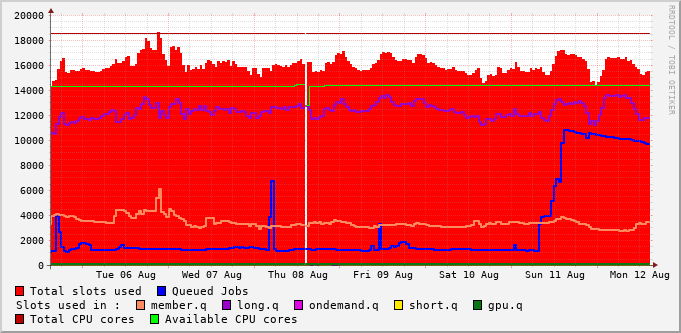 20000
18000
16000
14000
12000
10000
8000
6000
4000
2000
0
Tue 06 Aug Wed 07 Aug Thu 08 Aug Fri 09 Aug Sat 10 Aug Sun 11 Aug Mon 12 Aug
Total slots used Queued Jobs
Slots used in : member.q long.q ondemand.q short.q gpu.q
Total CPU cores Available CPU cores
RRDTOOL / TOBI OETIKER